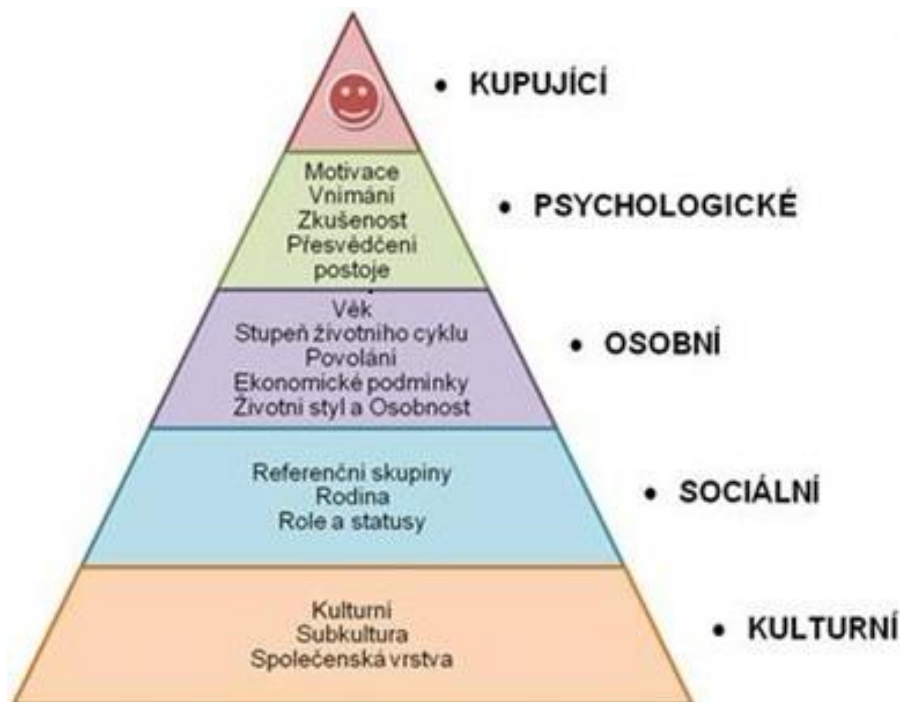 • KUPUJÍCÍ
Motivace
Vnímání
Zkušenost
Přesvědčení
postoje
• PSYCHOLOGICKÉ
Věk
Stupeň životního cyklu
Povolání
Ekonomické podmínky
Životní styl a Osobnost
• OSOBNÍ
Referenční skupiny
Rodina
Role a statusy
• SOCIÁLNÍ
Kulturní
Subkultura
Společenská vrstva
• KULTURNÍ